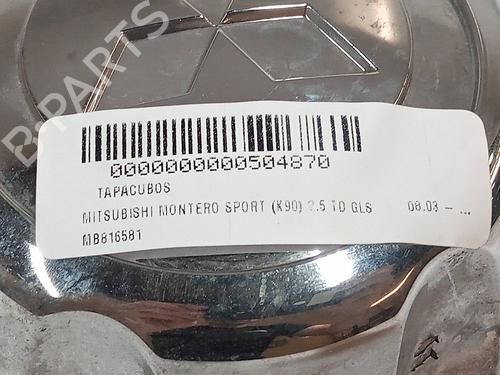 B-PARTS
0000000000504870
TAPACUBOS
MITSUBISHI MONTERO SPORT (K90) 2.5 TD GLS 08.03 - ...
MB816581